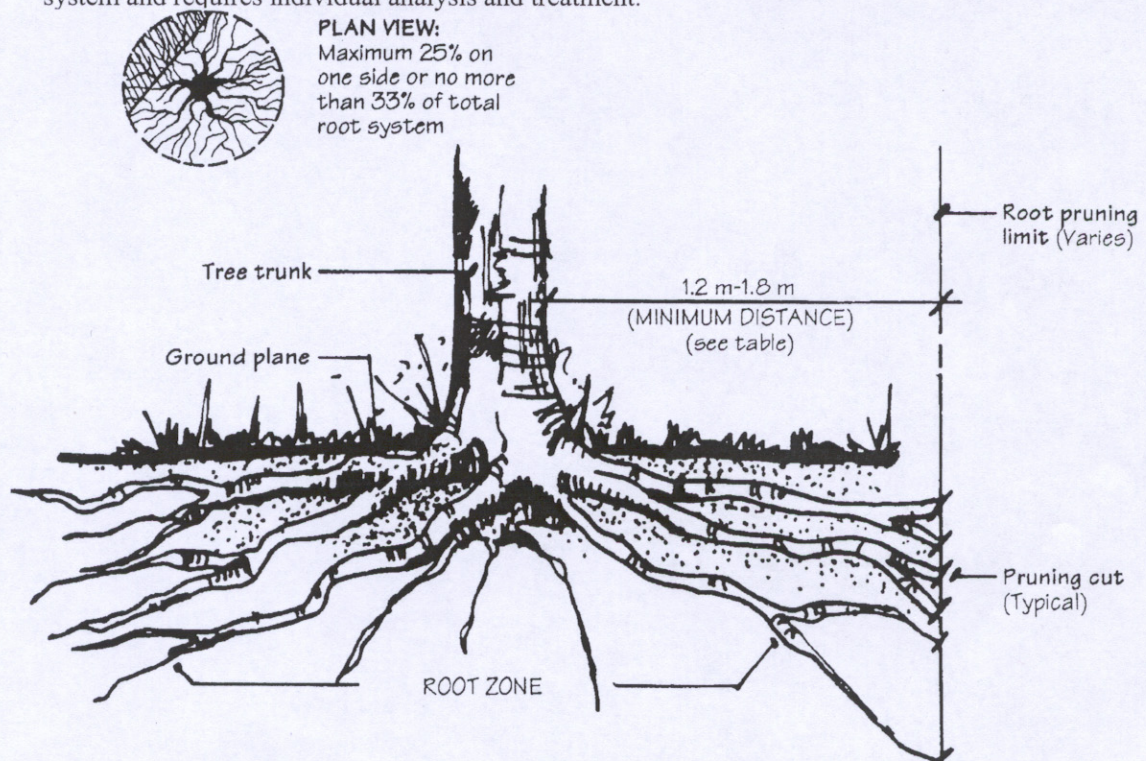 system and requires individual analysis and treatment.
PLAN VIEW:
Maximum 25% on
one side or no more
than 33% of total
root system
Root pruning
limit (Varies)
Tree trunk
1.2 m-1.8 m
(MINIMUM DISTANCE)
(see table)
Ground plane
Pruning cut
(Typical)
ROOT ZONE